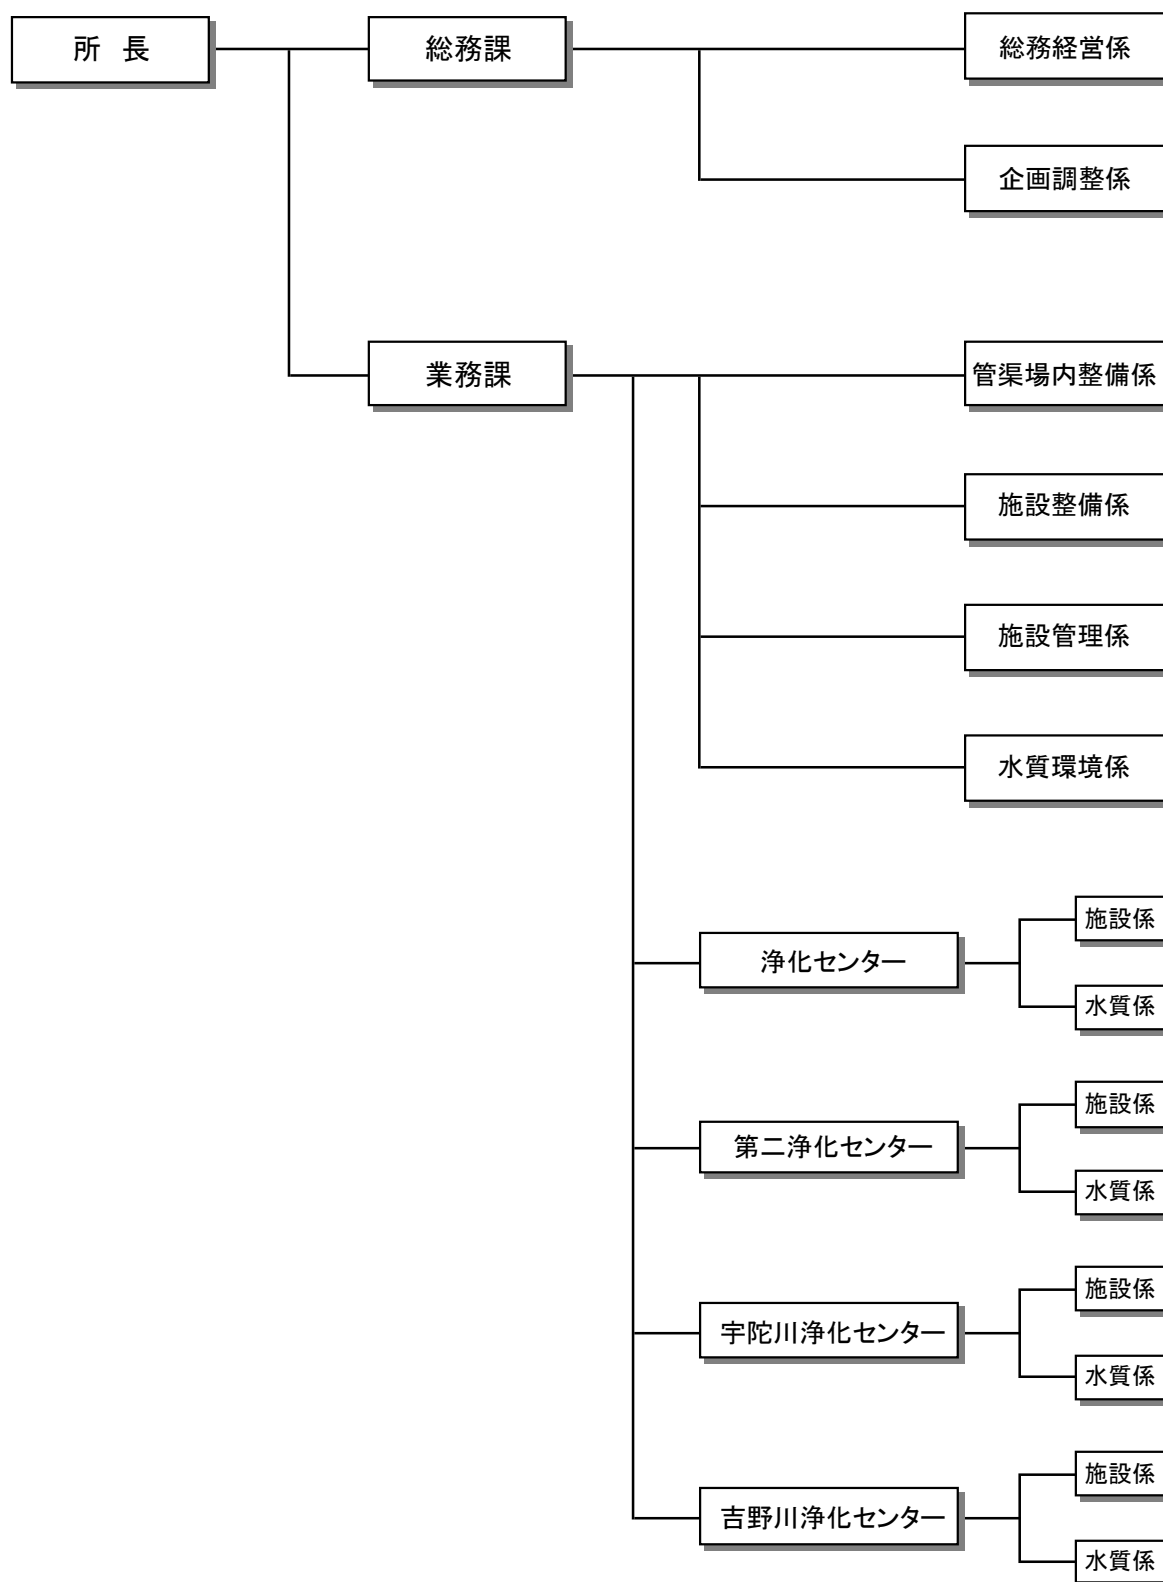 所 長
総務課
総務経営係
企画調整係
業務課
管渠場内整備係
施設整備係
施設管理係
水質環境係
浄化センター
施設係
水質係
第二浄化センター
施設係
水質係
宇陀川浄化センター
施設係
水質係
吉野川浄化センター
施設係
水質係